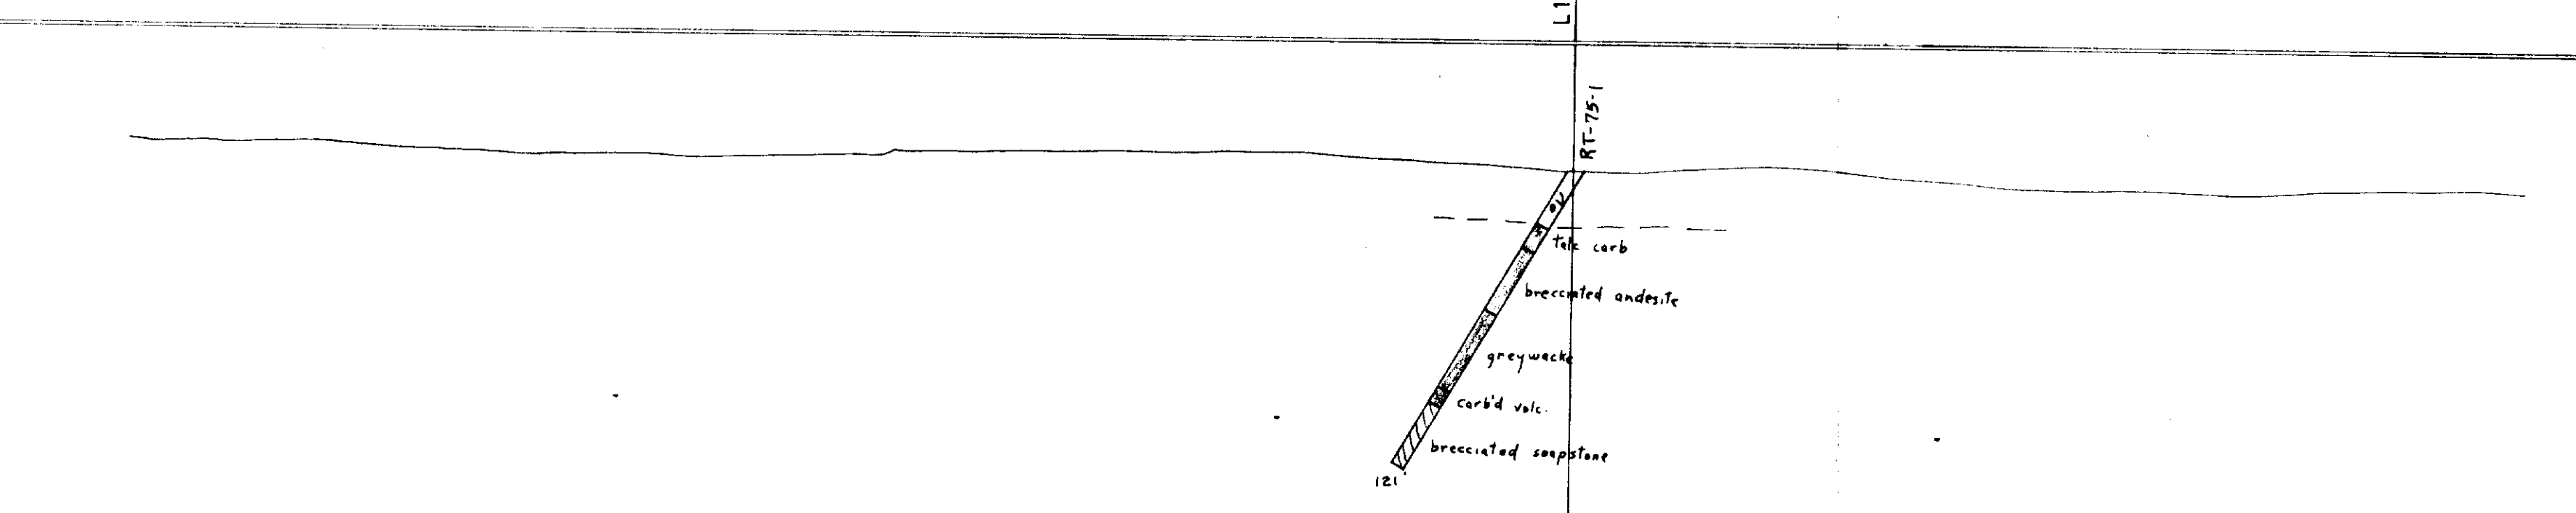 L1
RT-75-1
OV
talc carb
brecciated andesite
greywacke
carb'd volc.
brecciated soapstone
121'